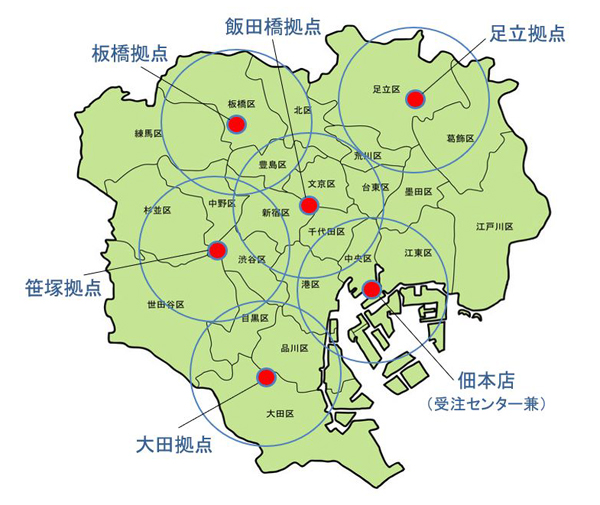 飯田橋拠点
足立拠点
板橋拠点
足立区
板橋区
北区
練馬区
葛飾区
荒川区
豊島区
文京区
台東区
墨田区
中野区
杉並区
新宿区
江戸川区
千代田区
中央区
江東区
渋谷区
港区
笹塚拠点
世田谷区
目黒区
品川区
佃本店
（受注センター兼）
大田区
大田拠点